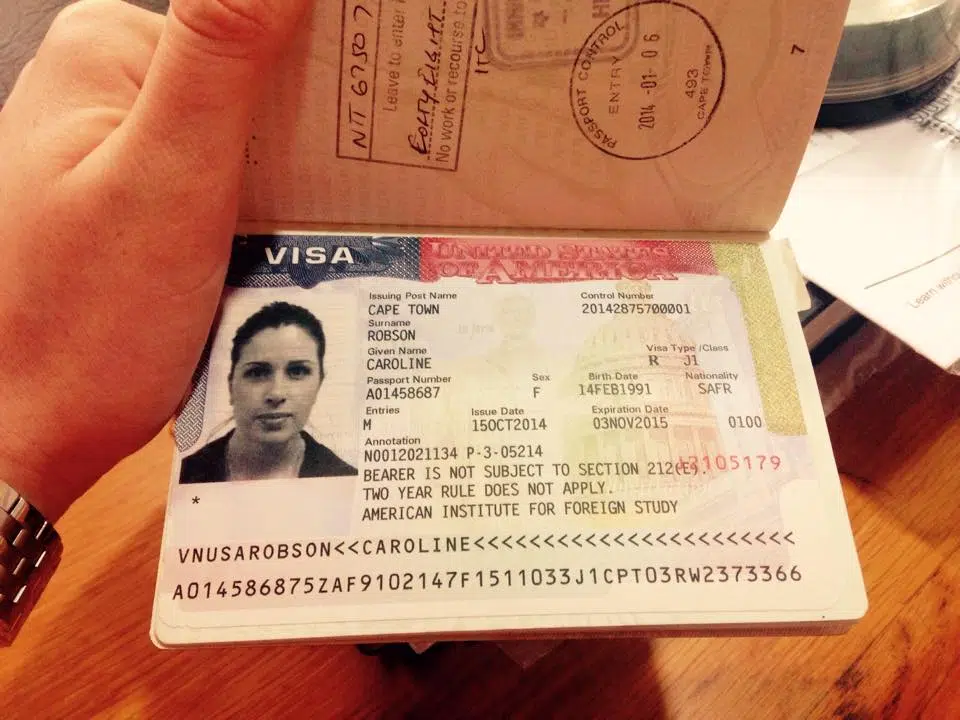 NTT 67507
Leave to enter
EORTY EIGHT
No work or recourse to
PASSPORT CONTROL
ENTRY
2014 -01- 06
493
CAPE TOWN
7
VISA UNITED STATES
OF AMERICA
Issuing Post Name Control Number
CAPE TOWN 20142875700001
Surname
ROBSON
Given Name Visa Type /Class
CAROLINE R J1
Passport Number Sex Birth Date Nationality
A01458687 F 14FEB1991 SAFR
Entries Issue Date Expiration Date
M 15OCT2014 03NOV2015 0100
Annotation
N0012021134 P-3-05214
BEARER IS NOT SUBJECT TO SECTION 212(E).
TWO YEAR RULE DOES NOT APPLY.
AMERICAN INSTITUTE FOR FOREIGN STUDY
*
VNUSAROBSON<<CAROLINE<<<<<<<<<<<<<<<<<<<<<<<
A014586875ZAF9102147F1511033J1CPT03RW2373366
Learn